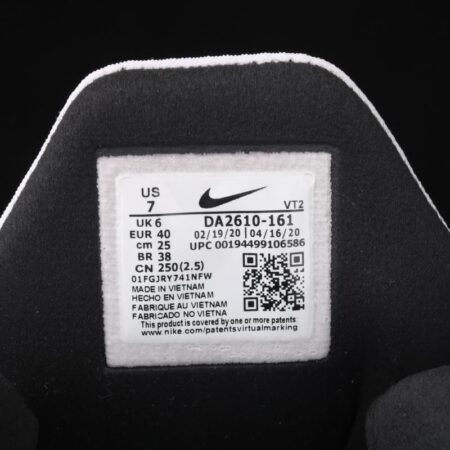 US
7
VT2
UK 6
DA2610-161
EUR 40
02/19/20 | 04/16/20
cm 25
UPC 00194499106586
BR 38
CN 250(2.5)
01FGJRY741NFW
MADE IN VIETNAM
HECHO EN VIETNAM
FABRIQUE AU VIETNAM
FABRICADO NO VIETNAM
This product is covered by one or more patents:
www.nike.com/patentsvirtualmarking